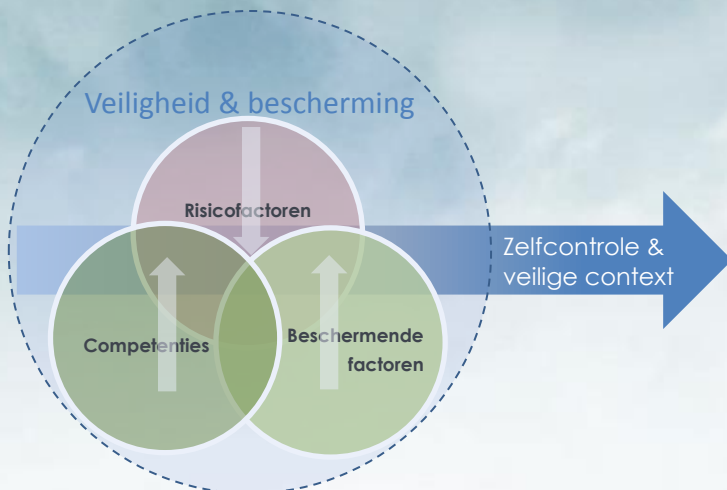 Veiligheid & bescherming
Risicofactoren
Zelfcontrole &
veilige context
Competenties
Beschermende
factoren